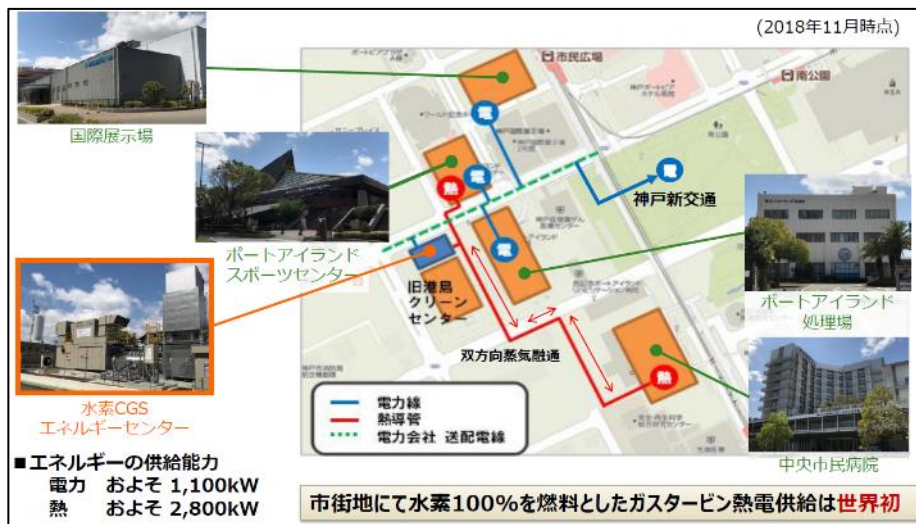 (2018年11月時点)
国際展示場
市民広場
南公園
電
電
熱
電
神戸新交通
電
ポートアイランド
スポーツセンター
旧港島
クリーン
センター
ポートアイランド
処理場
双方向蒸気融通
熱
水素CGS
エネルギーセンター
電力線
熱導管
電力会社 送配電線
中央市民病院
■エネルギーの供給能力
電力 およそ 1,100kW
熱 およそ 2,800kW
市街地にて水素100%を燃料としたガスタービン熱電供給は世界初